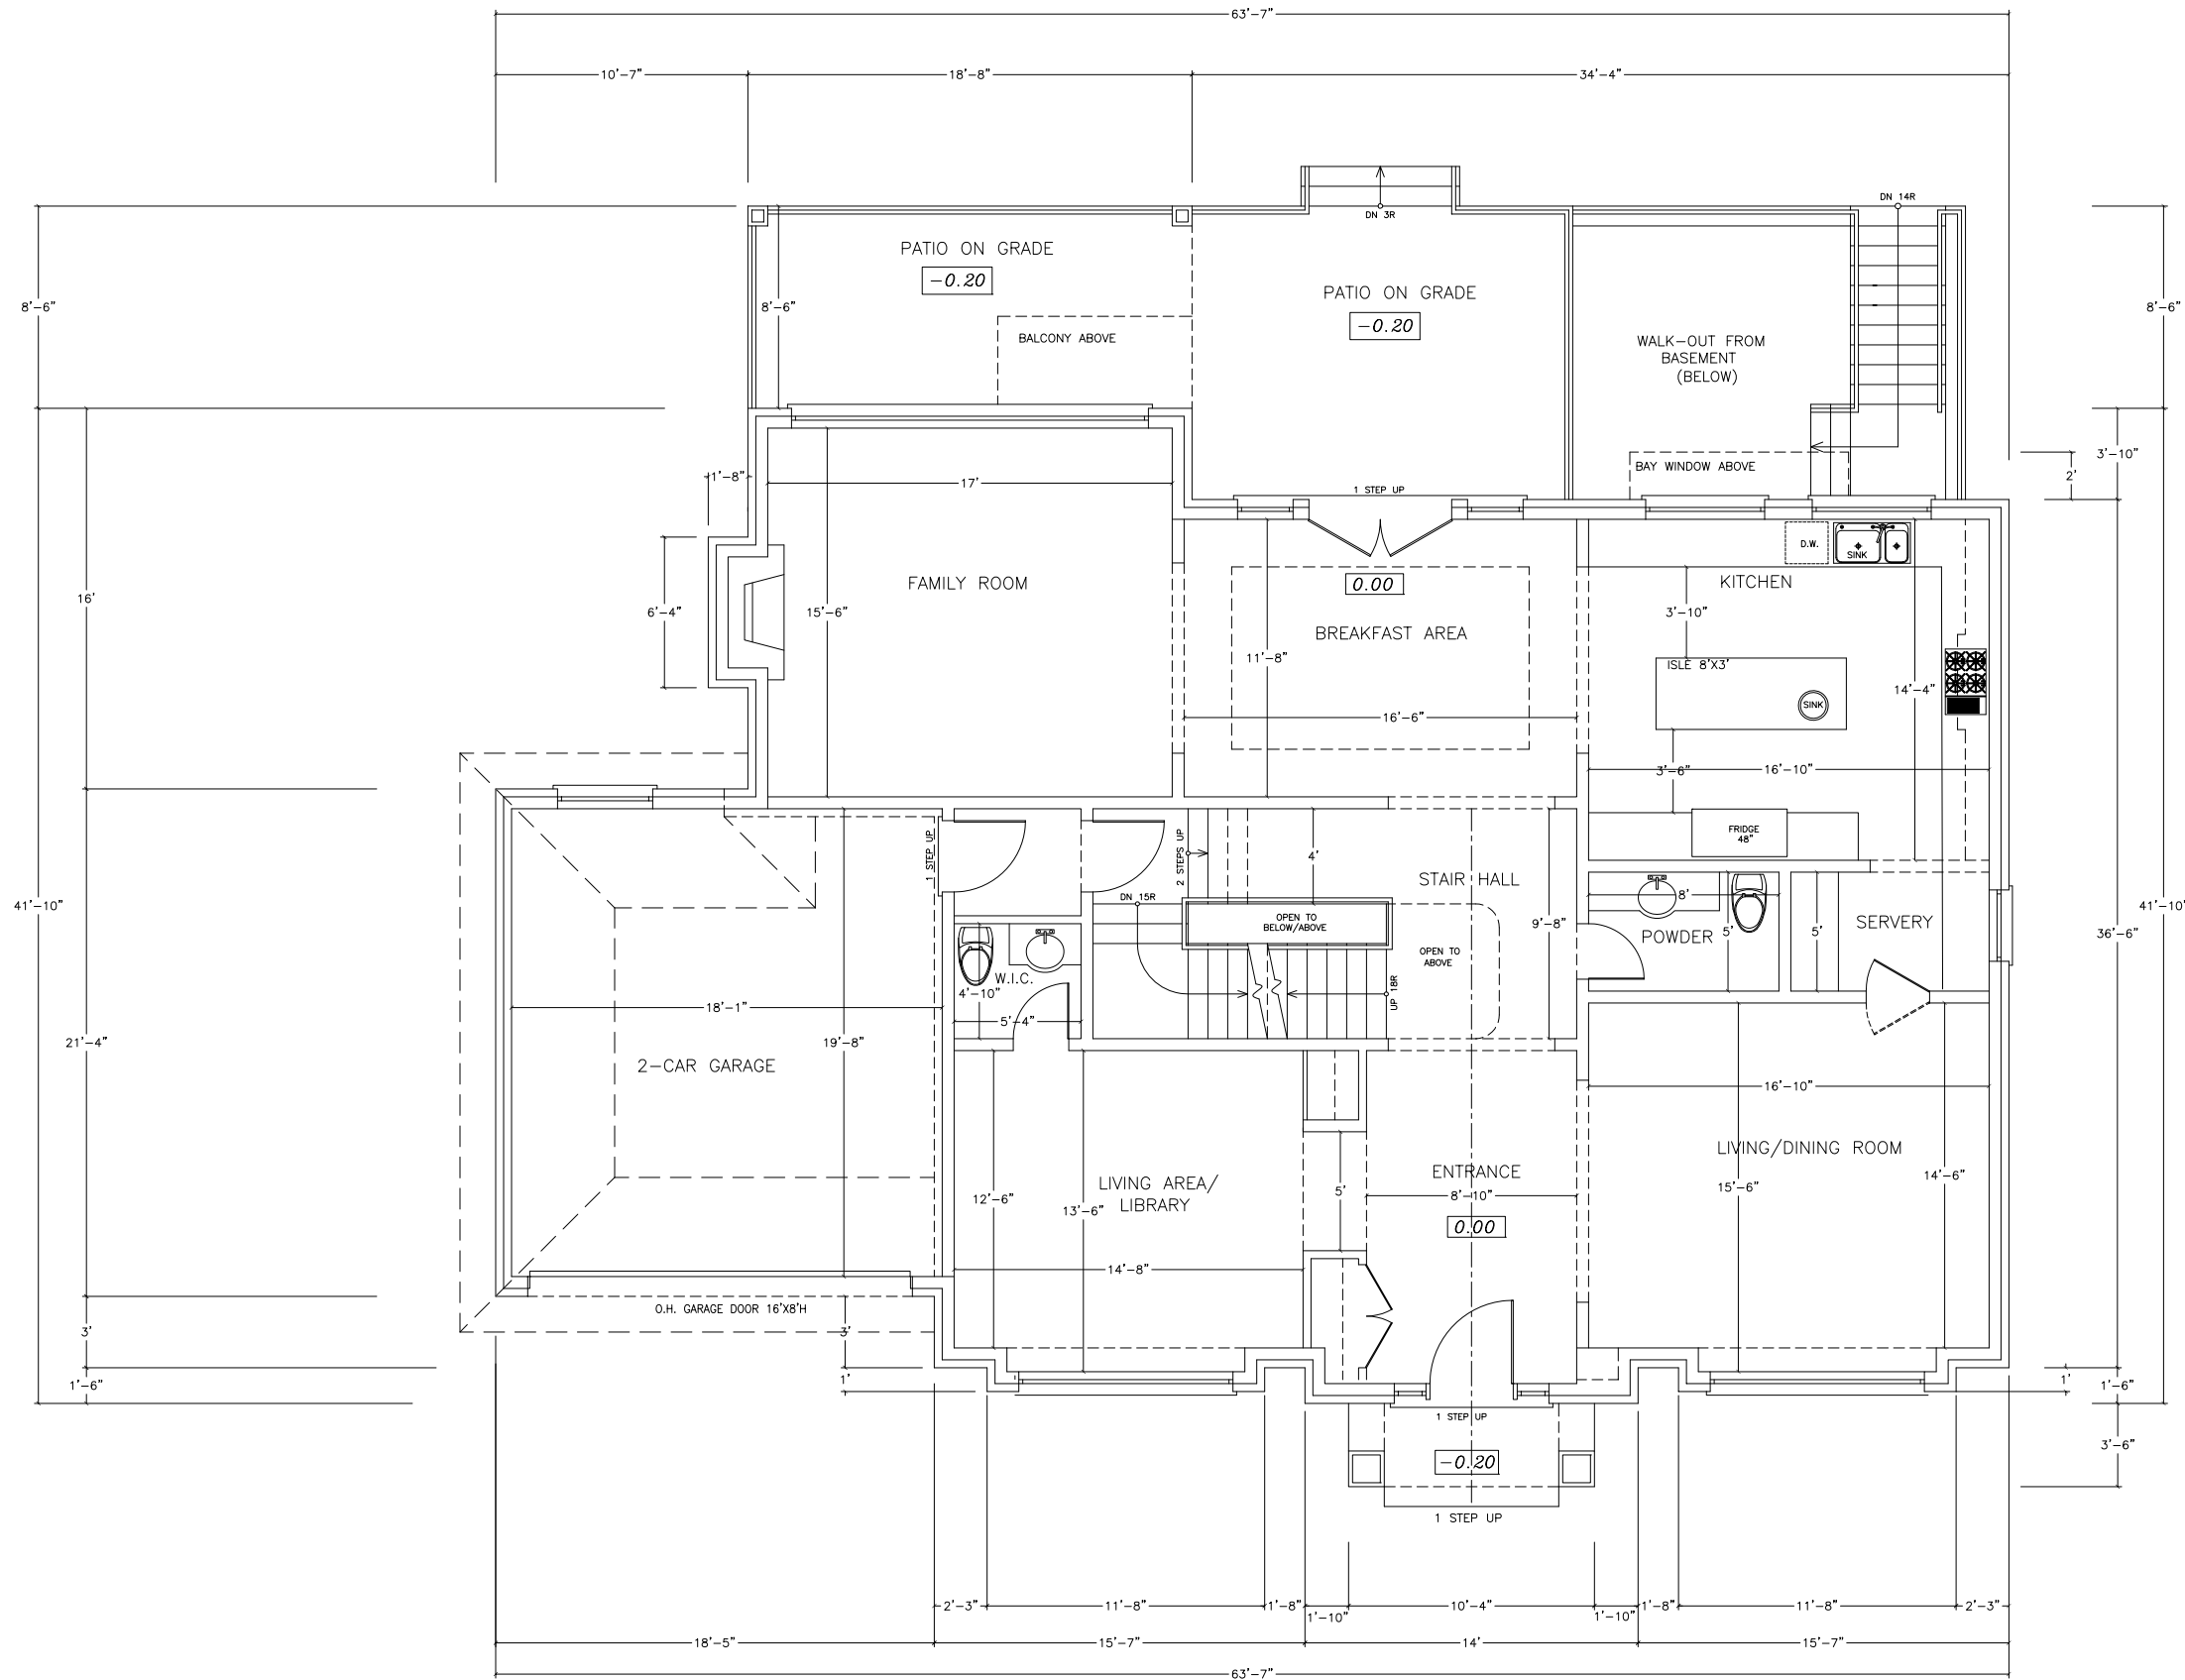 63'-7"
10'-7"
18'-8"
34'-4"
DN 3R
DN 14R
PATIO ON GRADE
-0.20
PATIO ON GRADE
-0.20
8'-6"
8'-6"
8'-6"
BALCONY ABOVE
WALK-OUT FROM
BASEMENT
(BELOW)
3'-10"
BAY WINDOW ABOVE
2'
1'-8"
17'
1 STEP UP
D.W.
SINK
FAMILY ROOM
0.00
KITCHEN
16'
6'-4"
15'-6"
3'-10"
BREAKFAST AREA
11'-8"
ISLE 8'X3'
14'-4"
SINK
16'-6"
3'-6"
16'-10"
FRIDGE
48"
1 STEP UP
2 STEPS UP
4'
STAIR HALL
DN 15R
8'
OPEN TO
BELOW/ABOVE
9'-8"
5'
5'
SERVERY
POWDER
41'-10"
41'-10"
36'-6"
OPEN TO
ABOVE
W.I.C.
4'-10"
UP 18R
18'-1"
5'-4"
21'-4"
19'-8"
2-CAR GARAGE
16'-10"
LIVING/DINING ROOM
ENTRANCE
LIVING AREA/
LIBRARY
12'-6"
13'-6"
5'
8'-10"
15'-6"
14'-6"
0.00
14'-8"
O.H. GARAGE DOOR 16'X8'H
3'
3'
1'-6"
1'
1'
1'-6"
1 STEP UP
3'-6"
-0.20
1 STEP UP
2'-3"
11'-8"
1'-8"
1'-10"
10'-4"
1'-10"
1'-8"
11'-8"
2'-3"
18'-5"
15'-7"
14'
15'-7"
63'-7"